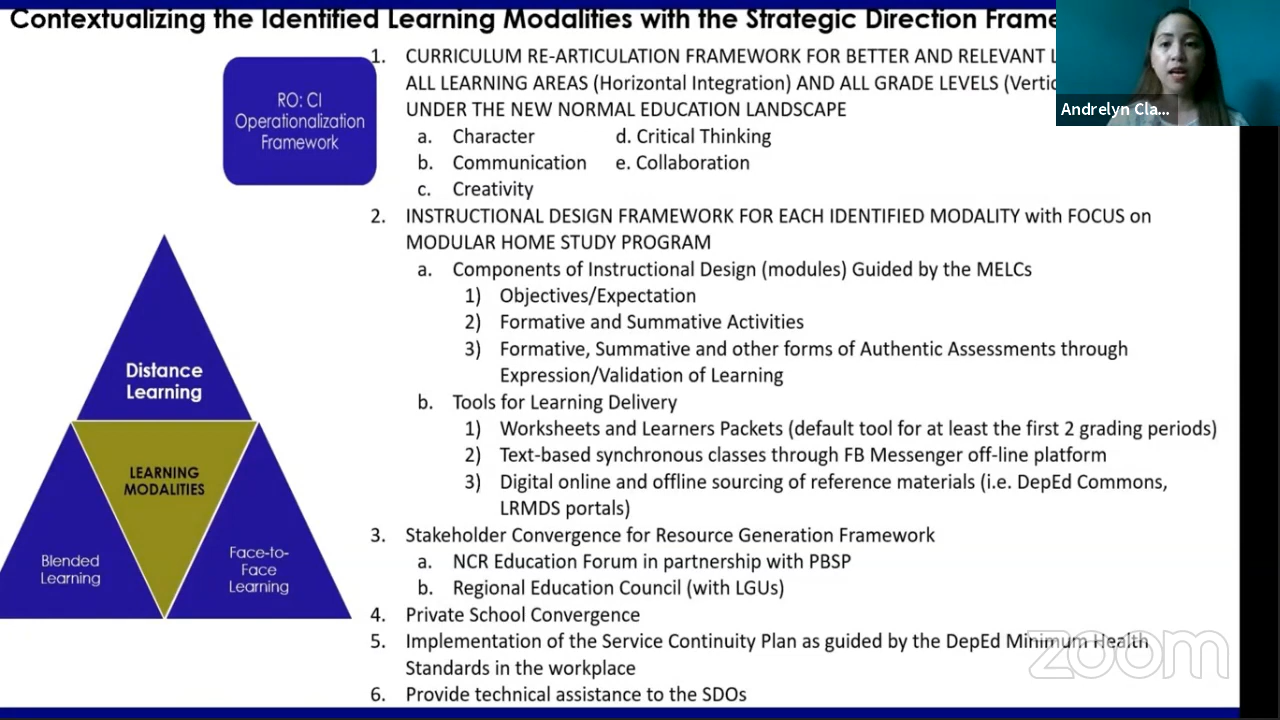 Contextualizing the Identified Learning Modalities with the Strategic Direction
Andrelyn Cla...
RO: CI
Operationalization
Framework
1. CURRICULUM RE-ARTICULATION FRAMEWORK FOR BETTER AND RELEVANT
ALL LEARNING AREAS (Horizontal Integration) AND ALL GRADE LEVELS
UNDER THE NEW NORMAL EDUCATION LANDSCAPE
a. Character d. Critical Thinking
b. Communication e. Collaboration
c. Creativity
2. INSTRUCTIONAL DESIGN FRAMEWORK FOR EACH IDENTIFIED MODALITY with FOCUS on
MODULAR HOME STUDY PROGRAM
a. Components of Instructional Design (modules) Guided by the MELCs
1) Objectives/Expectation
2) Formative and Summative Activities
3) Formative, Summative and other forms of Authentic Assessments through
Expression/Validation of Learning
b. Tools for Learning Delivery
1) Worksheets and Learners Packets (default tool for at least the first 2 grading periods)
2) Text-based synchronous classes through FB Messenger off-line platform
3) Digital online and offline sourcing of reference materials (i.e. DepEd Commons,
LRMDS portals)
3. Stakeholder Convergence for Resource Generation Framework
a. NCR Education Forum in partnership with PBSP
b. Regional Education Council (with LGUs)
4. Private School Convergence
5. Implementation of the Service Continuity Plan as guided by the DepEd Minimum Health
Standards in the workplace
6. Provide technical assistance to the SDOs
Distance
Learning
LEARNING
MODALITIES
Blended
Learning
Face-to-
Face
Learning
zoom